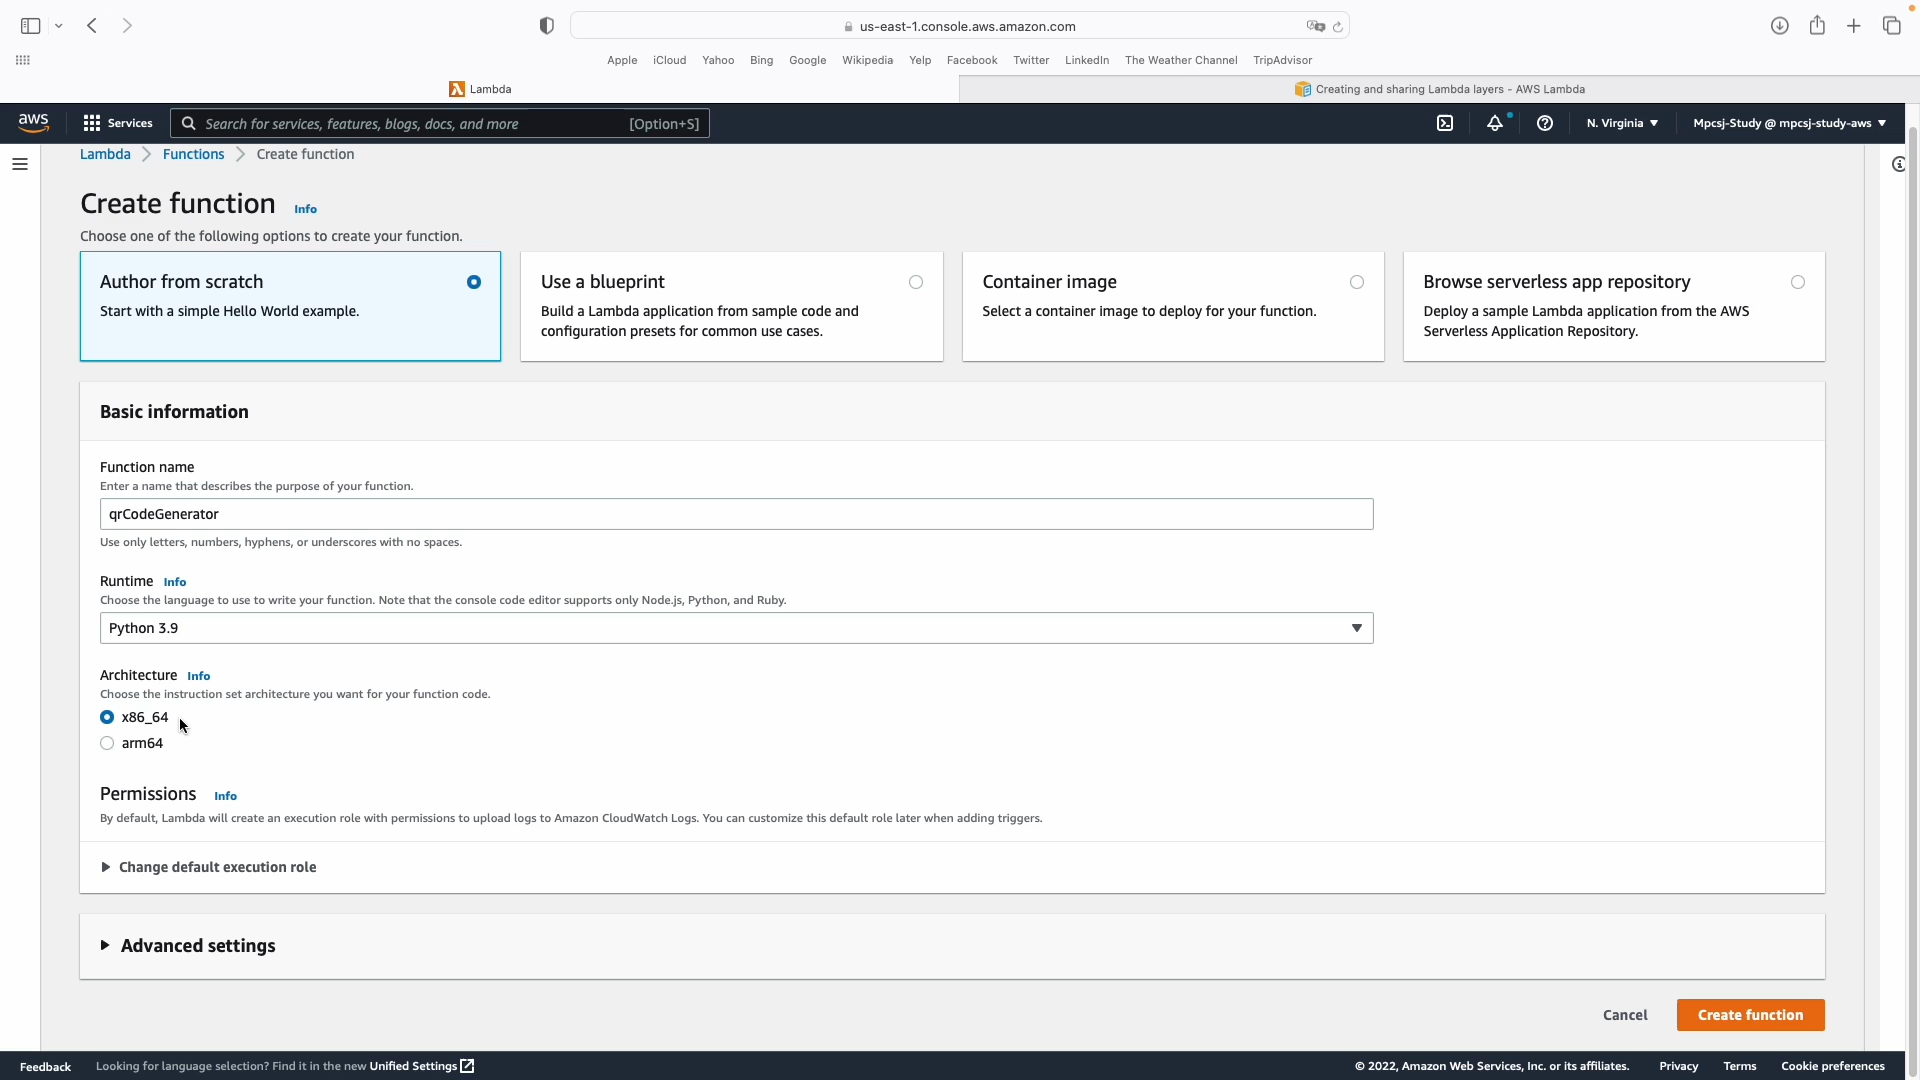 us-east-1.console.aws.amazon.com
Apple iCloud Yahoo Bing Google Wikipedia Yelp Facebook Twitter LinkedIn The Weather Channel TripAdvisor
Lambda
Creating and sharing Lambda layers - AWS Lambda
aws
Services
Search for services, features, blogs, docs, and more [Option+S]
N. Virginia
Mpcsj-Study @ mpcsj-study-aws
Lambda Functions Create function
Create function Info
Choose one of the following options to create your function.
Author from scratch
Start with a simple Hello World example.
Use a blueprint
Build a Lambda application from sample code and
configuration presets for common use cases.
Container image
Select a container image to deploy for your function.
Browse serverless app repository
Deploy a sample Lambda application from the AWS
Serverless Application Repository.
Basic information
Function name
Enter a name that describes the purpose of your function.
qrCodeGenerator
Use only letters, numbers, hyphens, or underscores with no spaces.
Runtime Info
Choose the language to use to write your function. Note that the console code editor supports only Node.js, Python, and Ruby.
Python 3.9
Architecture Info
Choose the instruction set architecture you want for your function code.
x86_64
arm64
Permissions Info
By default, Lambda will create an execution role with permissions to upload logs to Amazon CloudWatch Logs. You can customize this default role later when adding triggers.
Change default execution role
Advanced settings
Cancel
Create function
Feedback
Looking for language selection? Find it in the new Unified Settings
© 2022, Amazon Web Services, Inc. or its affiliates.
Privacy Terms Cookie preferences